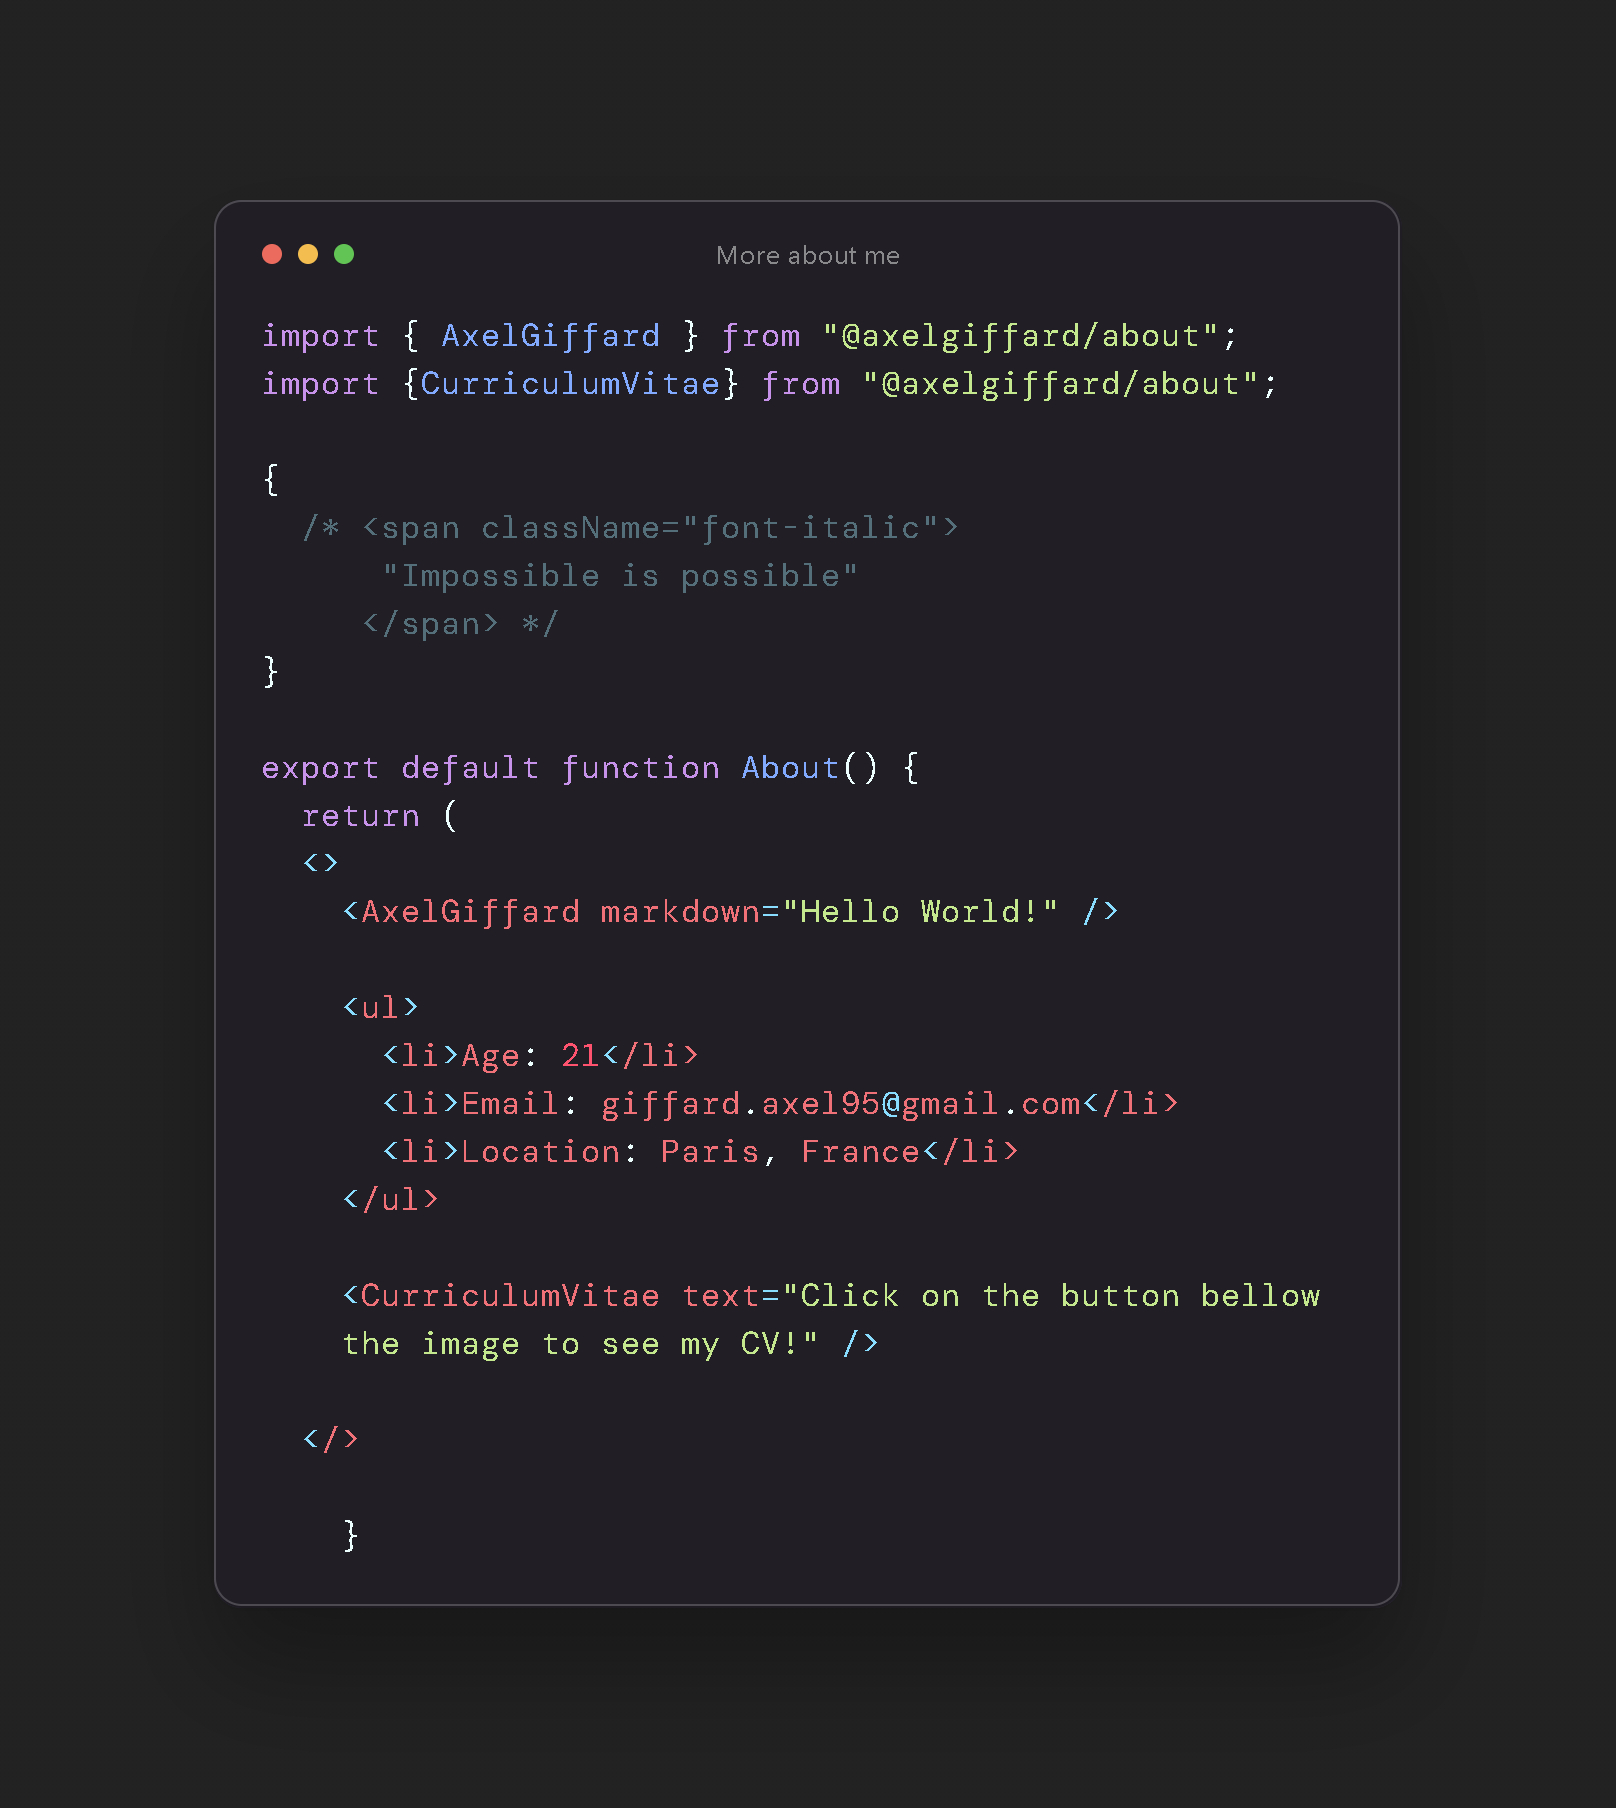 More about me
import { AxelGiffard } from "@axelgiffard/about";
import {CurriculumVitae} from "@axelgiffard/about";
{
/* <span className="font-italic">
"Impossible is possible"
</span> */
}
export default function About() {
return (
<>
<AxelGiffard markdown="Hello World!" />
<ul>
<li>Age: 21</li>
<li>Email: giffard.axel95@gmail.com</li>
<li>Location: Paris, France</li>
</ul>
<CurriculumVitae text="Click on the button bellow
the image to see my CV!" />
</>
}